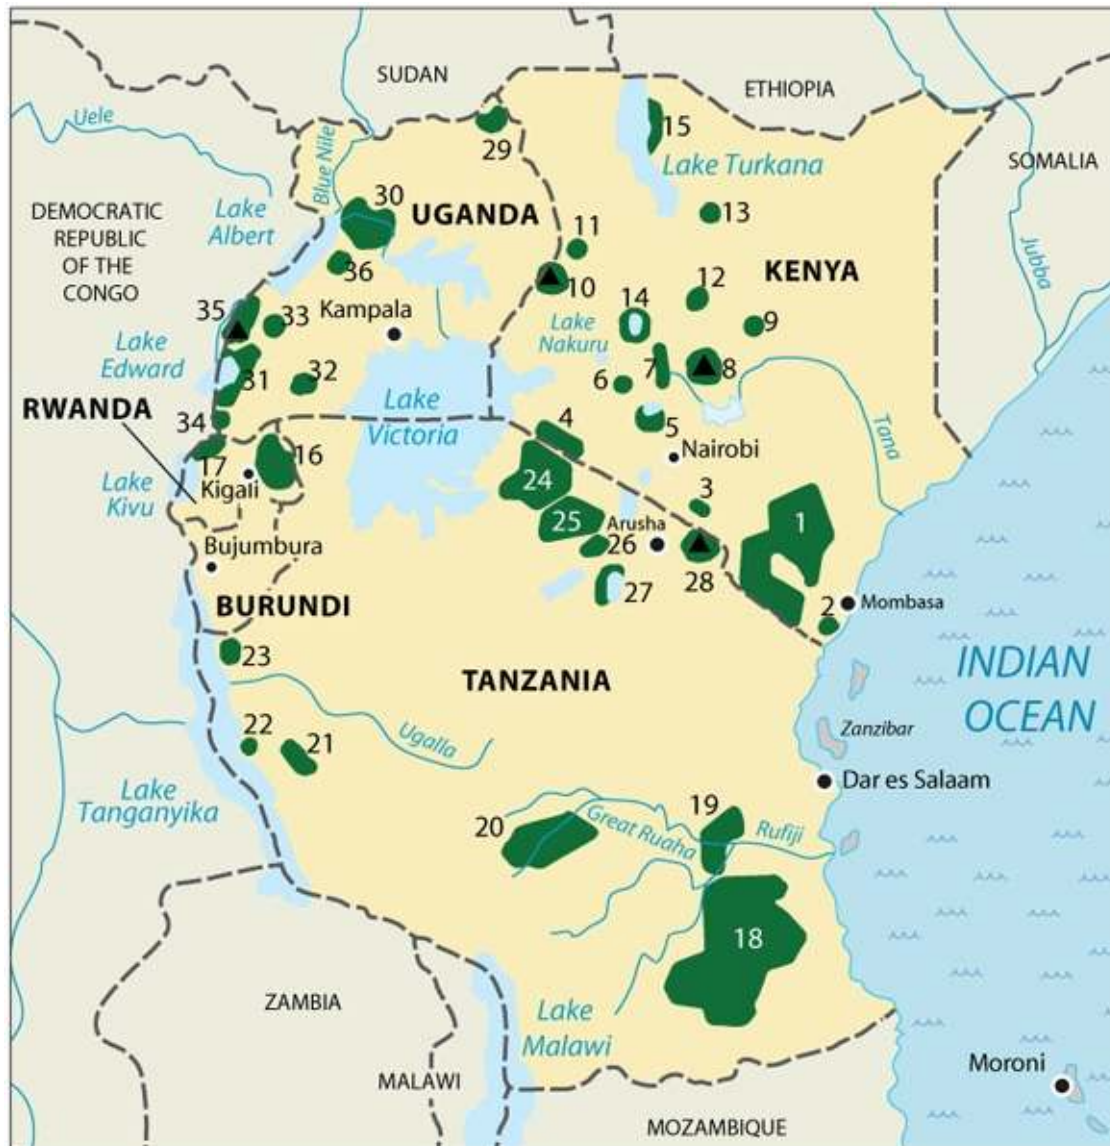 SUDAN
ETHIOPIA
Uele
Blue Nile
29
15
Lake Turkana
SOMALIA
DEMOCRATIC
REPUBLIC
OF THE
CONGO
Lake
Albert
30
UGANDA
11
13
Jubba
36
10
KENYA
12
35
33
Kampala
14
Lake
Nakuru
9
Lake
Edward
31
32
6
7
8
RWANDA
34
Lake
Victoria
4
5
Tana
17
Kigali
16
Nairobi
Lake
Kivu
24
3
1
25
Arusha
26
Bujumbura
28
27
2
Mombasa
BURUNDI
23
TANZANIA
INDIAN
OCEAN
22
21
Ugalla
Zanzibar
Lake
Tanganyika
Dar es Salaam
20
19
Great Ruaha
Rufiji
18
ZAMBIA
Lake
Malawi
MALAWI
Moroni
MOZAMBIQUE